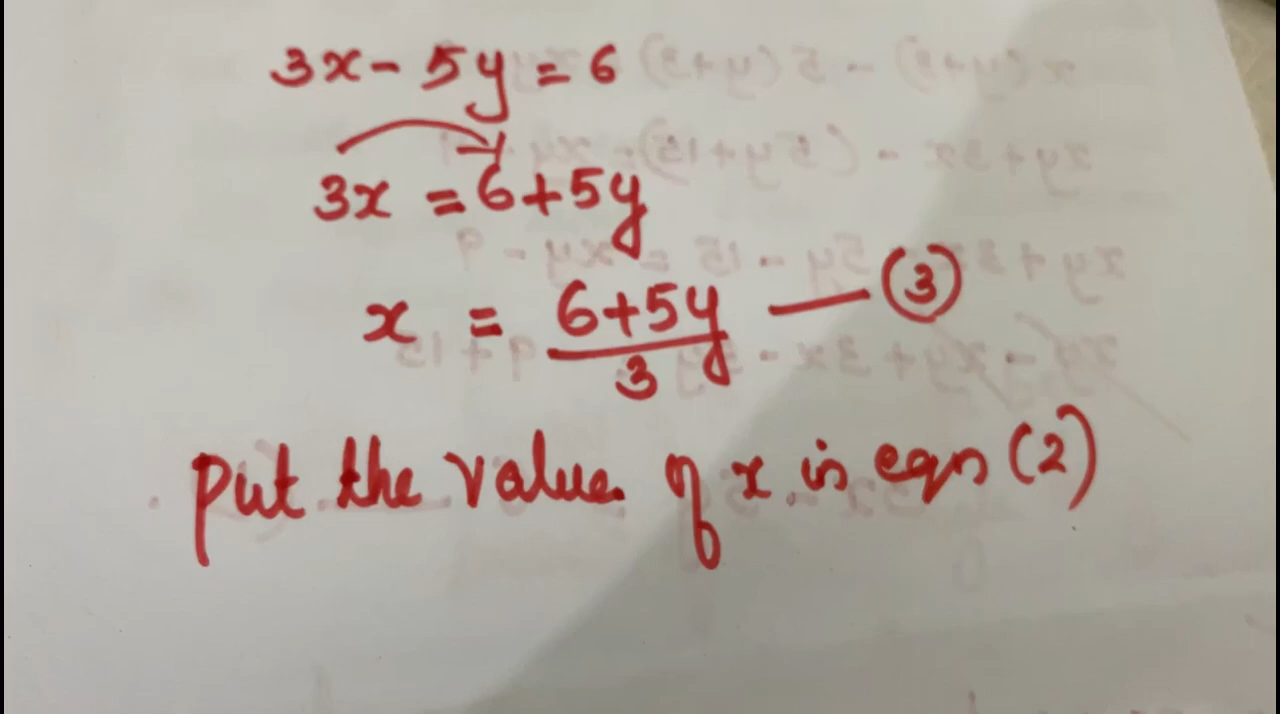 3x - 5y = 6
3x = 6+5y
x = 6+5y/3 — (3)
put the value of x in eqn (2)